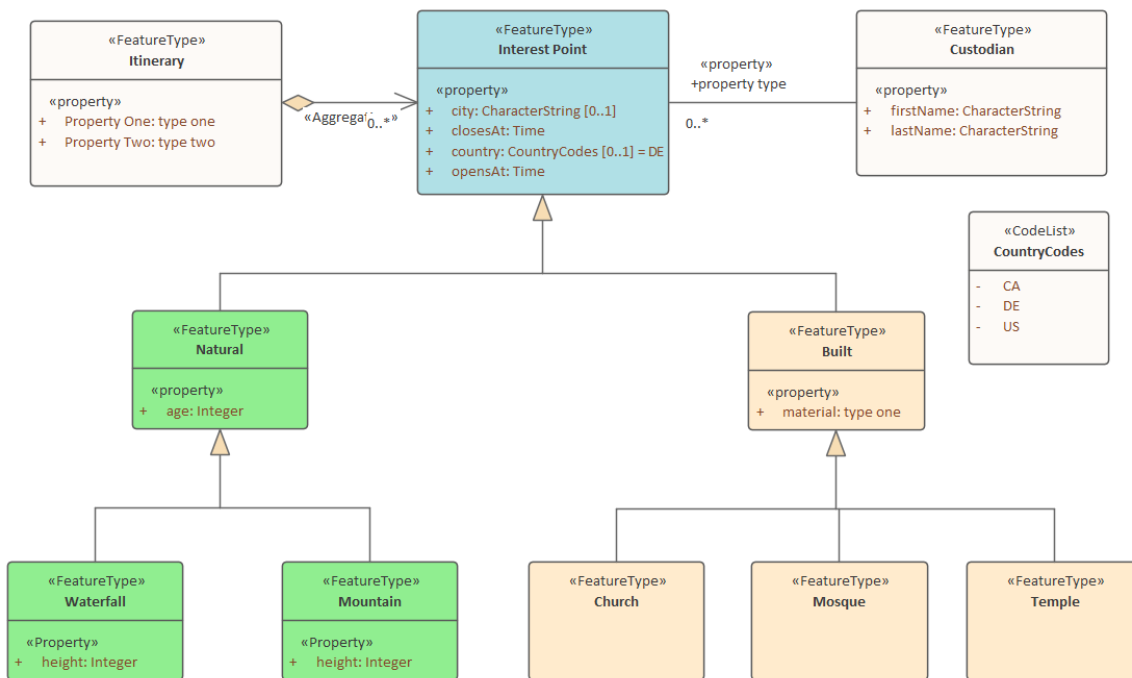 «FeatureType»
Itinerary
«property»
+ Property One: type one
+ Property Two: type two
0..*
«FeatureType»
Interest Point
«property»
+ city: CharacterString [0..1]
+ closesAt: Time
+ country: CountryCodes [0..1] = DE
+ opensAt: Time
«property»
+property type
0..*
«FeatureType»
Custodian
«property»
+ firstName: CharacterString
+ lastName: CharacterString
«CodeList»
CountryCodes
- CA
- DE
- US
«FeatureType»
Natural
«property»
+ age: Integer
«FeatureType»
Built
«property»
+ material: type one
«FeatureType»
Waterfall
«Property»
+ height: Integer
«FeatureType»
Mountain
«Property»
+ height: Integer
«FeatureType»
Church
«FeatureType»
Mosque
«FeatureType»
Temple